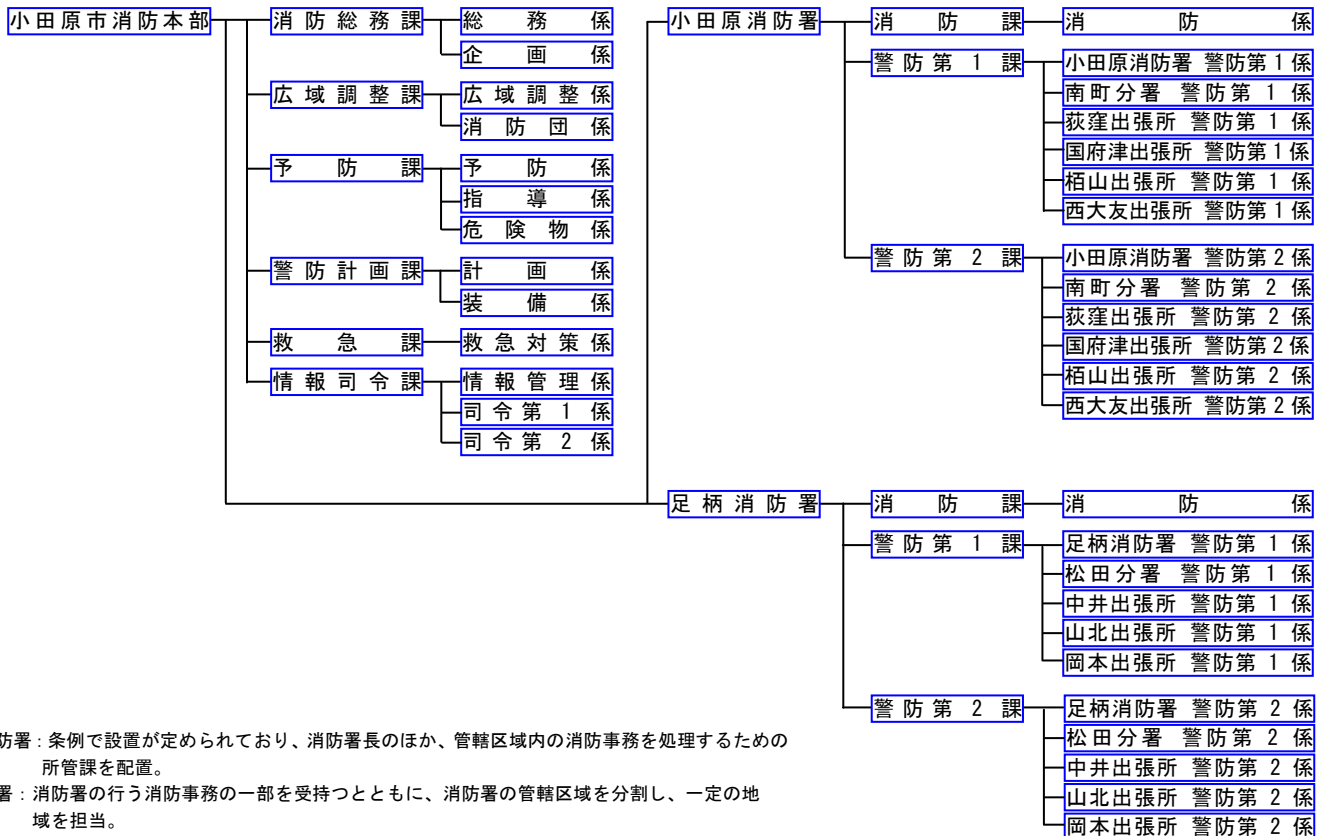 小田原市消防本部
消防総務課
総務係
企画係
広域調整課
広域調整係
消防団係
予防課
予防係
指導係
危険物係
警防計画課
計画係
装備係
救急課
救急対策係
情報司令課
情報管理係
司令第1係
司令第2係
小田原消防署
消防課
消防係
警防第1課
小田原消防署 警防第1係
南町分署 警防第1係
荻窪出張所 警防第1係
国府津出張所 警防第1係
栢山出張所 警防第1係
西大友出張所 警防第1係
警防第2課
小田原消防署 警防第2係
南町分署 警防第2係
荻窪出張所 警防第2係
国府津出張所 警防第2係
栢山出張所 警防第2係
西大友出張所 警防第2係
足柄消防署
消防課
消防係
警防第1課
足柄消防署 警防第1係
松田分署 警防第1係
中井出張所 警防第1係
山北出張所 警防第1係
岡本出張所 警防第1係
警防第2課
足柄消防署 警防第2係
松田分署 警防第2係
中井出張所 警防第2係
山北出張所 警防第2係
岡本出張所 警防第2係
防署：条例で設置が定められており、消防署長のほか、管轄区域内の消防事務を処理するための
所管課を配置。
署：消防署の行う消防事務の一部を受持つとともに、消防署の管轄区域を分割し、一定の地
域を担当。